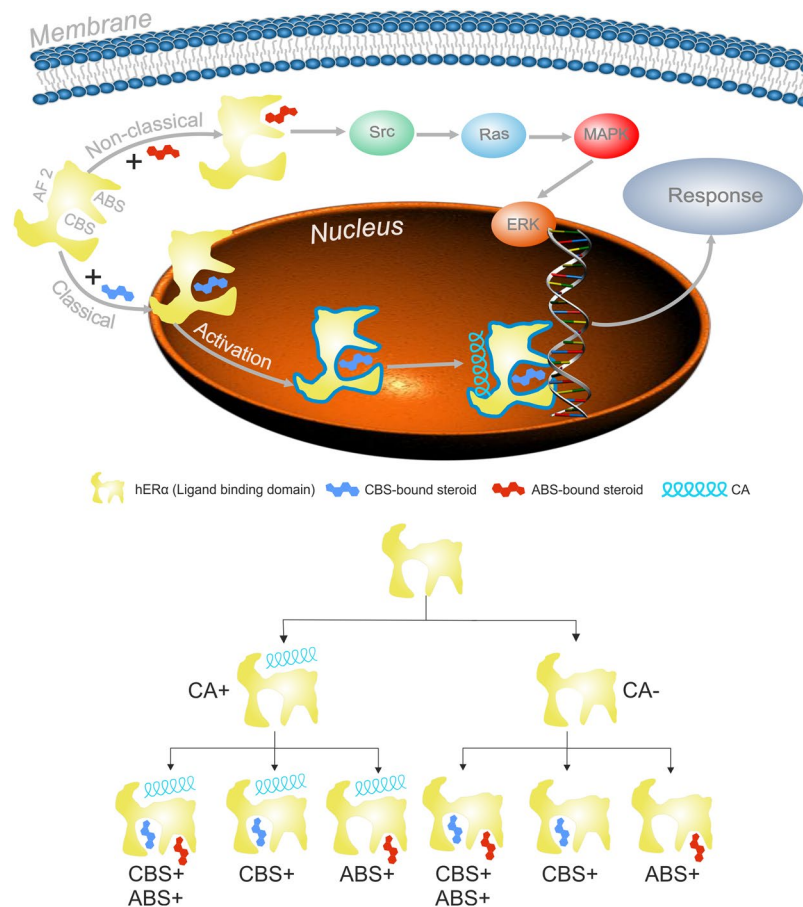 Membrane
Non-classical
+
Src
Ras
MAPK
AF 2
ABS
CBS
Response
ERK
Nucleus
+
Classical
Activation
hERα (Ligand binding domain)
CBS-bound steroid
ABS-bound steroid
CA
CA+
CA-
CBS+
ABS+
CBS+
ABS+
CBS+
ABS+
CBS+
ABS+